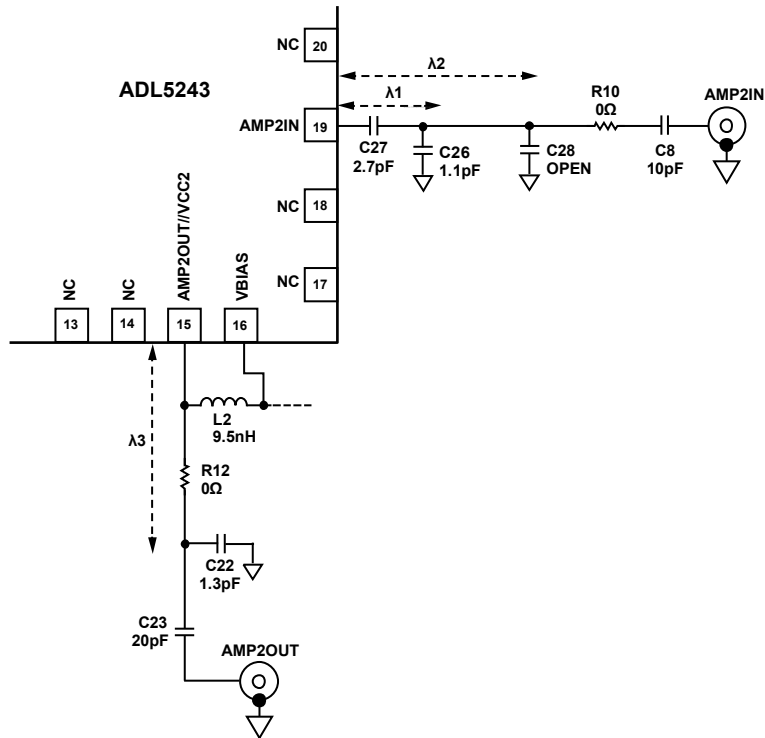 NC
20
ADL5243
λ2
λ1
R10
0Ω
AMP2IN
AMP2IN
19
C27
2.7pF
C26
1.1pF
C28
OPEN
C8
10pF
NC
18
NC
17
NC
NC
AMP2OUT//VCC2
VBIAS
13
14
15
16
L2
9.5nH
λ3
R12
0Ω
C22
1.3pF
C23
20pF
AMP2OUT